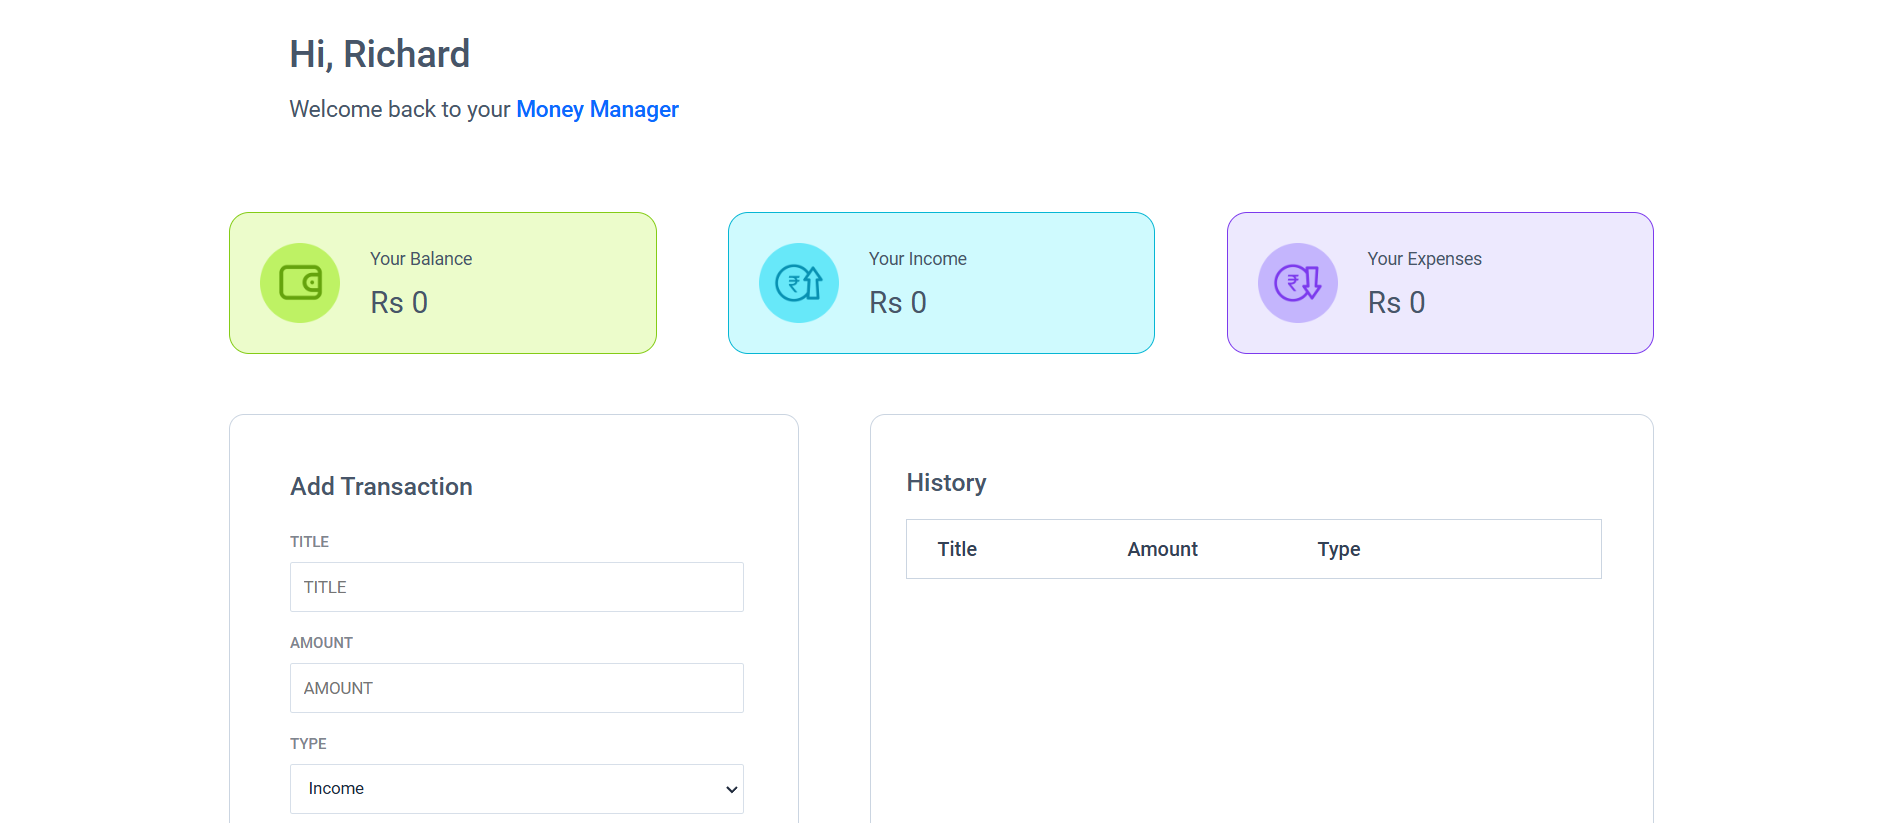 Hi, Richard
Welcome back to your Money Manager
Your Balance
Rs 0
₹
Your Income
Rs 0
₹
Your Expenses
Rs 0
Add Transaction
TITLE
TITLE
AMOUNT
AMOUNT
TYPE
Income
History
Title Amount Type